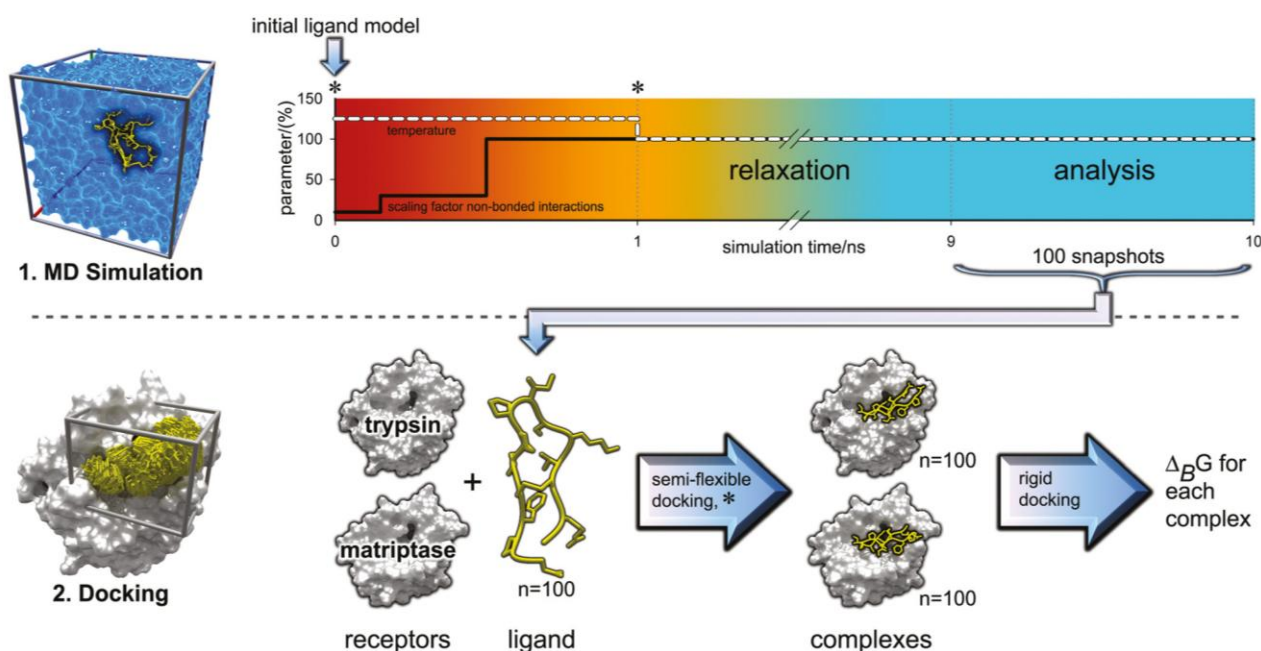 initial ligand model
* *
150
100
50
0
parameter/(%)
temperature
scaling factor non-bonded interactions
relaxation
analysis
0
1
simulation time/ns
9
10
1. MD Simulation
100 snapshots
trypsin
matriptase
+
n=100
semi-flexible
docking, *
n=100
n=100
rigid
docking
Δ_BG for
each
complex
2. Docking
receptors
ligand
complexes